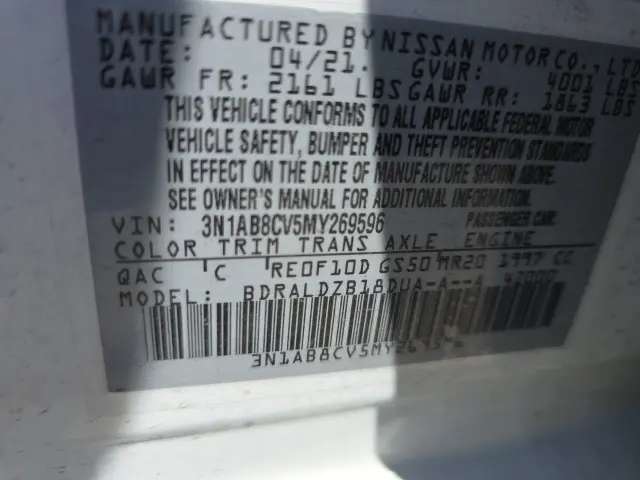 MANUFACTURED BY NISSAN MOTOR CO., LTD
DATE: 04/21. GVWR: 4001 LBS
GAWR FR: 2161 LBS GAWR RR: 1863 LBS
THIS VEHICLE CONFORMS TO ALL APPLICABLE FEDERAL MOTOR
VEHICLE SAFETY, BUMPER AND THEFT PREVENTION STANDARDS
IN EFFECT ON THE DATE OF MANUFACTURE SHOWN ABOVE.
SEE OWNER'S MANUAL FOR ADDITIONAL INFORMATION.
VIN: 3N1AB8CV5MY269596 PASSENGER CAR.
COLOR TRIM TRANS AXLE ENGINE
QAC C RE0F10D GS50 MR20 1997 CC
MODEL: BDRALDZB18DUA-A--A 47000
3N1AB8CV5MY269596